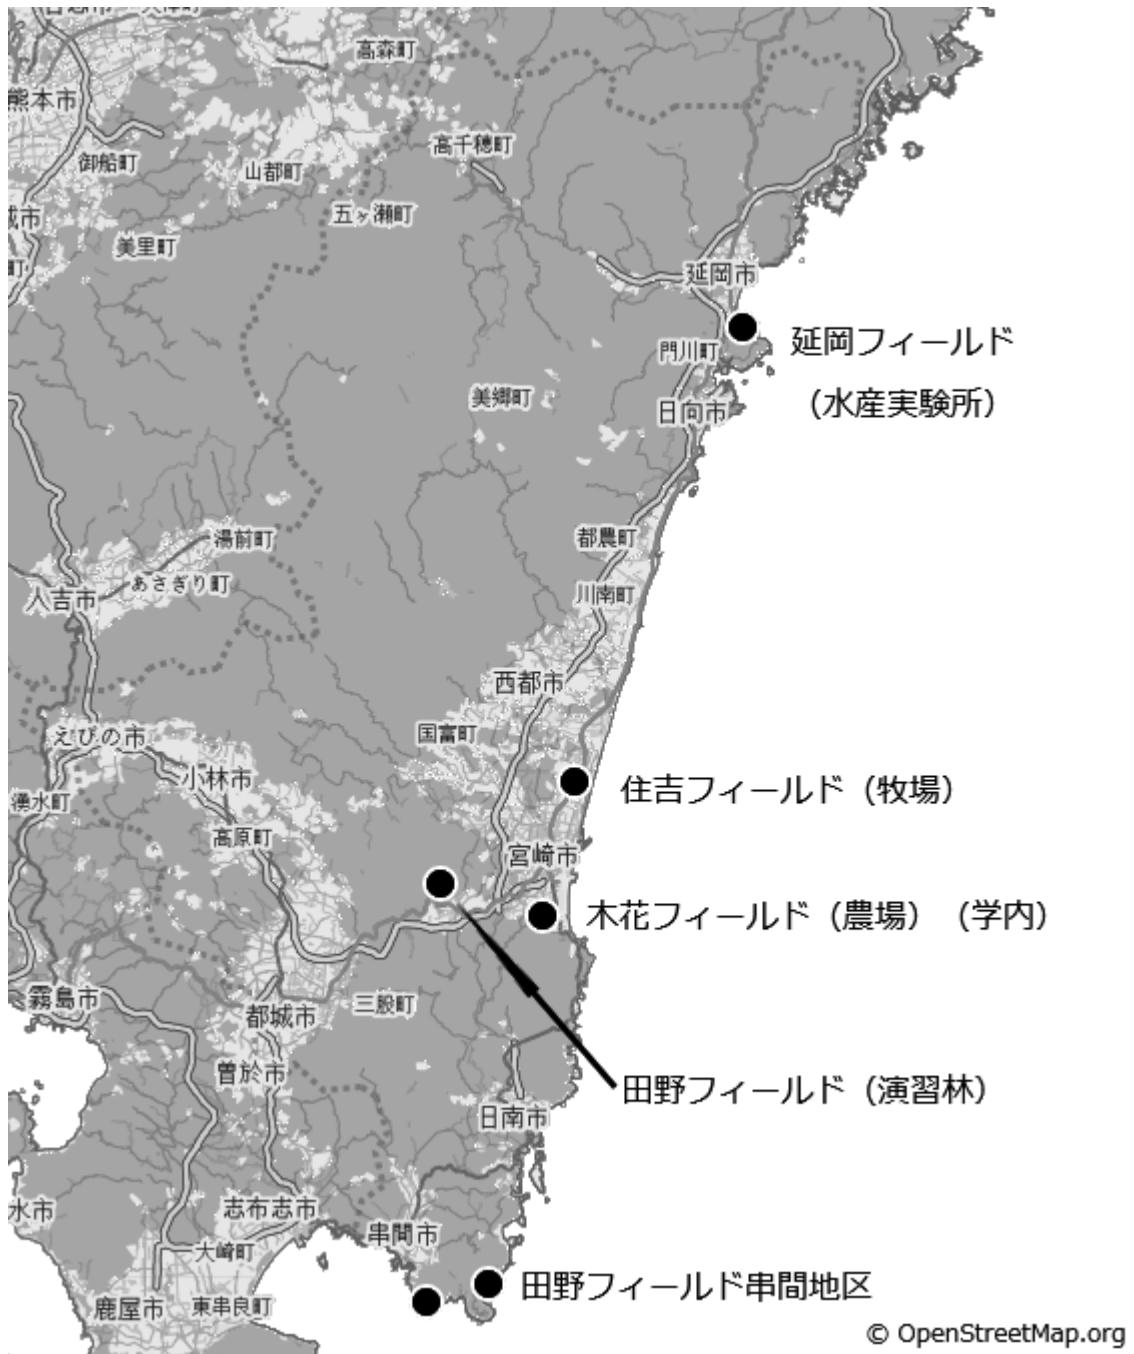 高森町
熊本市
高千穂町
御船町
山都町
五ヶ瀬町
城市
美里町
町
延岡市
延岡フィールド
門川町
(水産実験所)
美郷町
日向市
湯前町
都農町
あさぎり町
川南町
人吉市
西都市
国富町
えびの市
小林市
住吉フィールド (牧場)
湧水町
高原町
宮崎市
木花フィールド (農場) (学内)
霧島市
三股町
都城市
曽於市
田野フィールド (演習林)
日南市
水市
志布志市
串間市
大崎町
田野フィールド串間地区
鹿屋市
東串良町
© OpenStreetMap.org